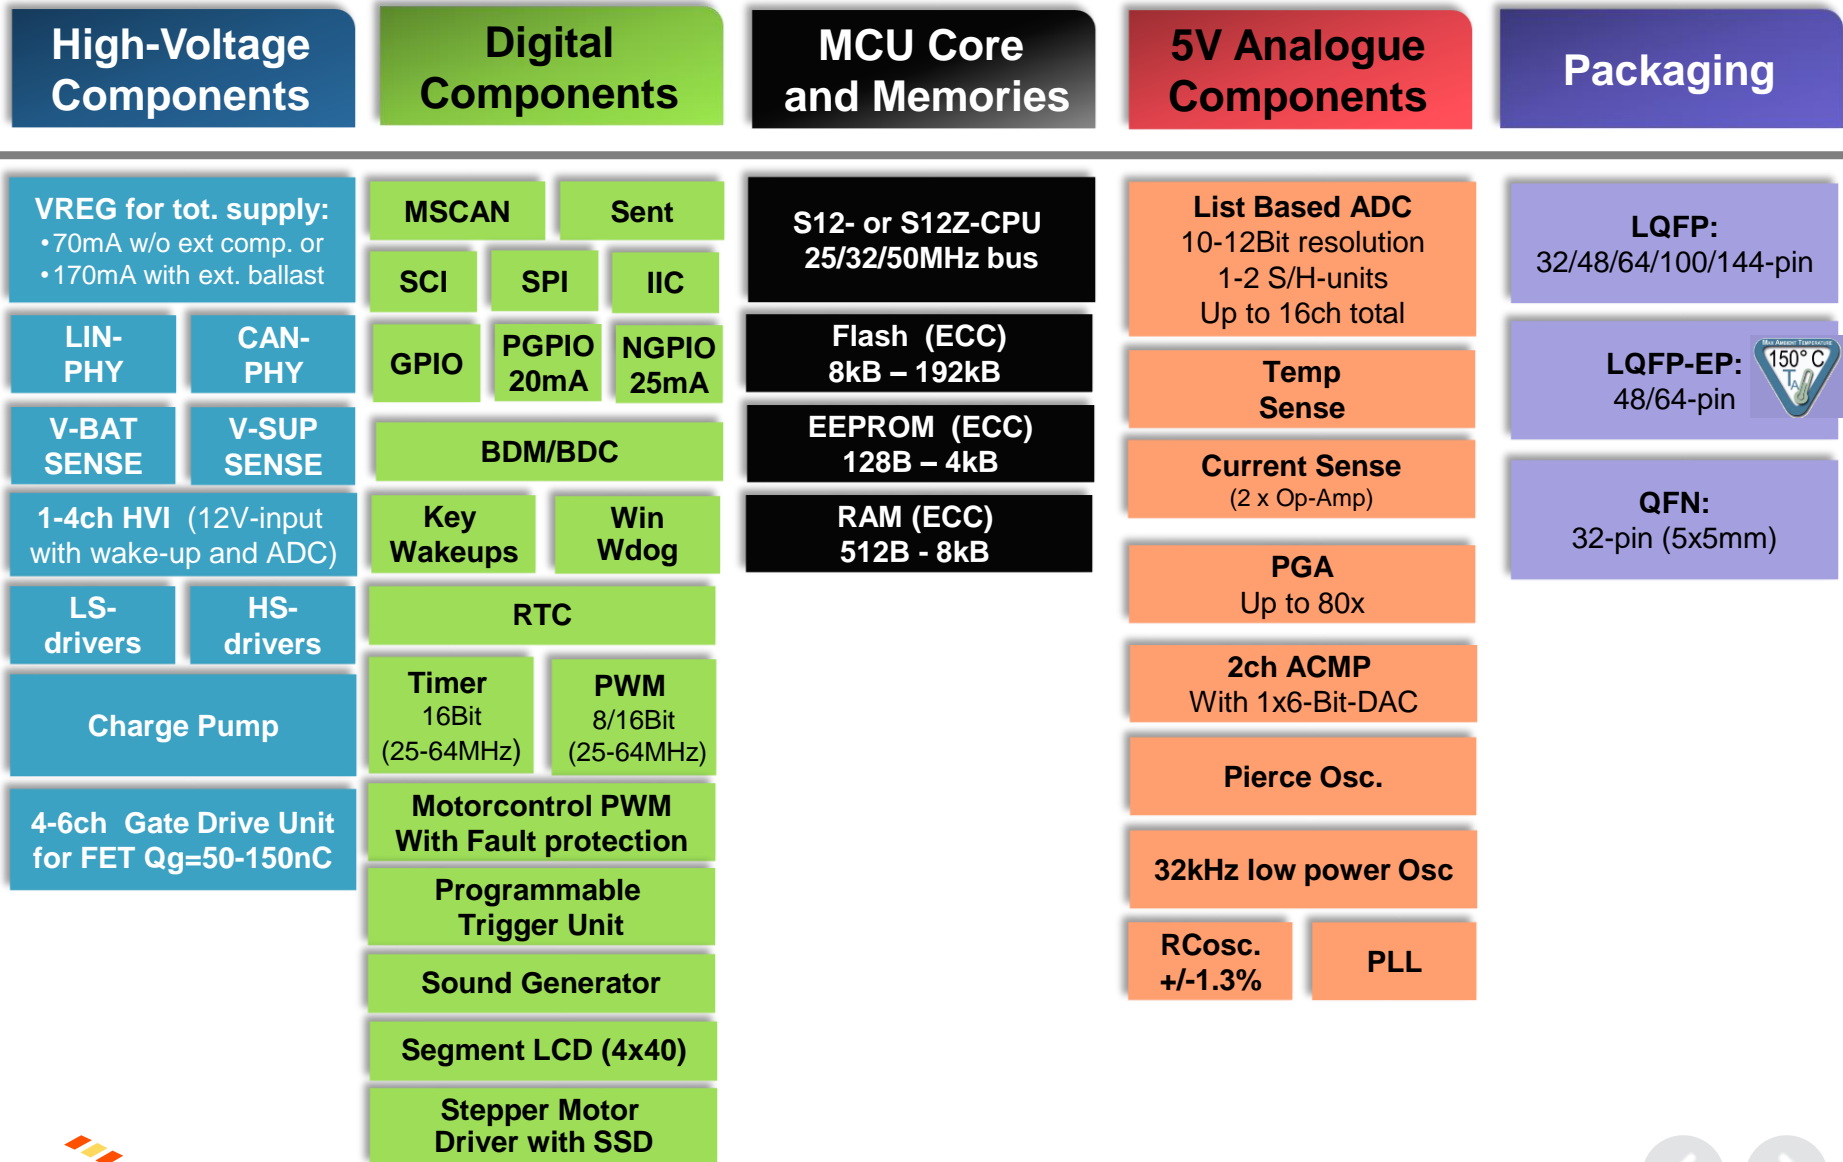 High-Voltage
Components
Digital
Components
MCU Core
and Memories
5V Analogue
Components
Packaging
VREG for tot. supply:
•70mA w/o ext comp. or
•170mA with ext. ballast
LIN-
PHY
CAN-
PHY
V-BAT
SENSE
V-SUP
SENSE
1-4ch HVI (12V-input
with wake-up and ADC)
LS-
drivers
HS-
drivers
Charge Pump
4-6ch Gate Drive Unit
for FET Qg=50-150nC
MSCAN
Sent
SCI
SPI
IIC
GPIO
PGPIO
20mA
NGPIO
25mA
BDM/BDC
Key
Wakeups
Win
Wdog
RTC
Timer
16Bit
(25-64MHz)
PWM
8/16Bit
(25-64MHz)
Motorcontrol PWM
With Fault protection
Programmable
Trigger Unit
Sound Generator
Segment LCD (4x40)
Stepper Motor
Driver with SSD
S12- or S12Z-CPU
25/32/50MHz bus
Flash (ECC)
8kB – 192kB
EEPROM (ECC)
128B – 4kB
RAM (ECC)
512B - 8kB
List Based ADC
10-12Bit resolution
1-2 S/H-units
Up to 16ch total
Temp
Sense
Current Sense
(2 x Op-Amp)
PGA
Up to 80x
2ch ACMP
With 1x6-Bit-DAC
Pierce Osc.
32kHz low power Osc
RCosc.
+/-1.3%
PLL
LQFP:
32/48/64/100/144-pin
LQFP-EP:
48/64-pin
MAX AMBIENT TEMPERATURE
150° C
TA
QFN:
32-pin (5x5mm)